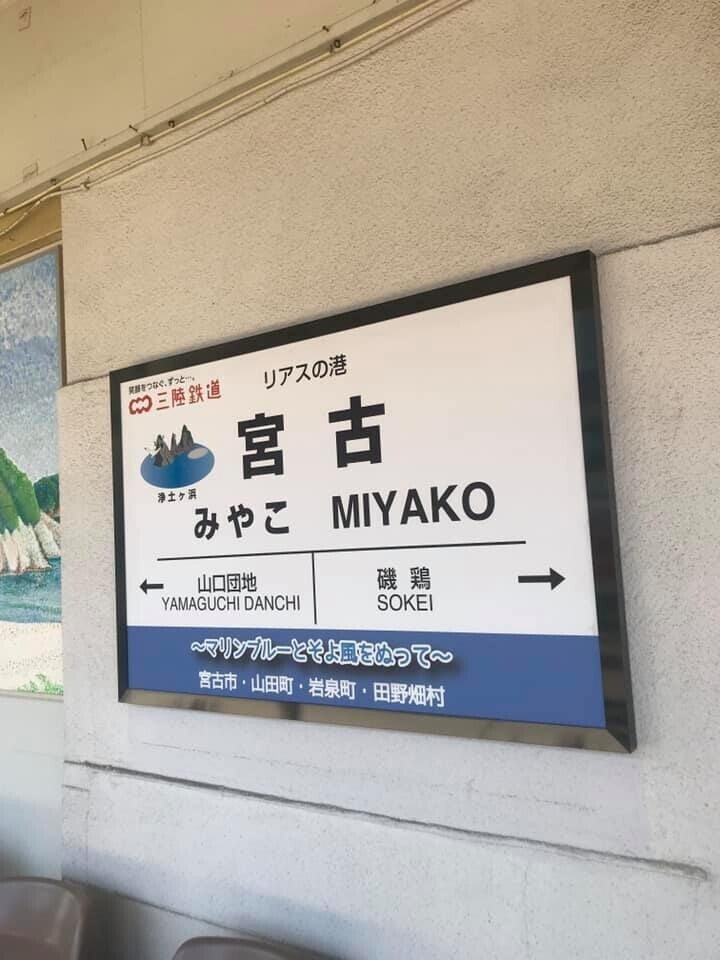 笑顔をつなぐ、ずっと…。
三陸鉄道
リアスの港
宮古
浄土ヶ浜
みやこ MIYAKO
← 山口団地 磯鶏 →
YAMAGUCHI DANCHI SOKEI
～マリンブルーとそよ風をぬって～
宮古市・山田町・岩泉町・田野畑村